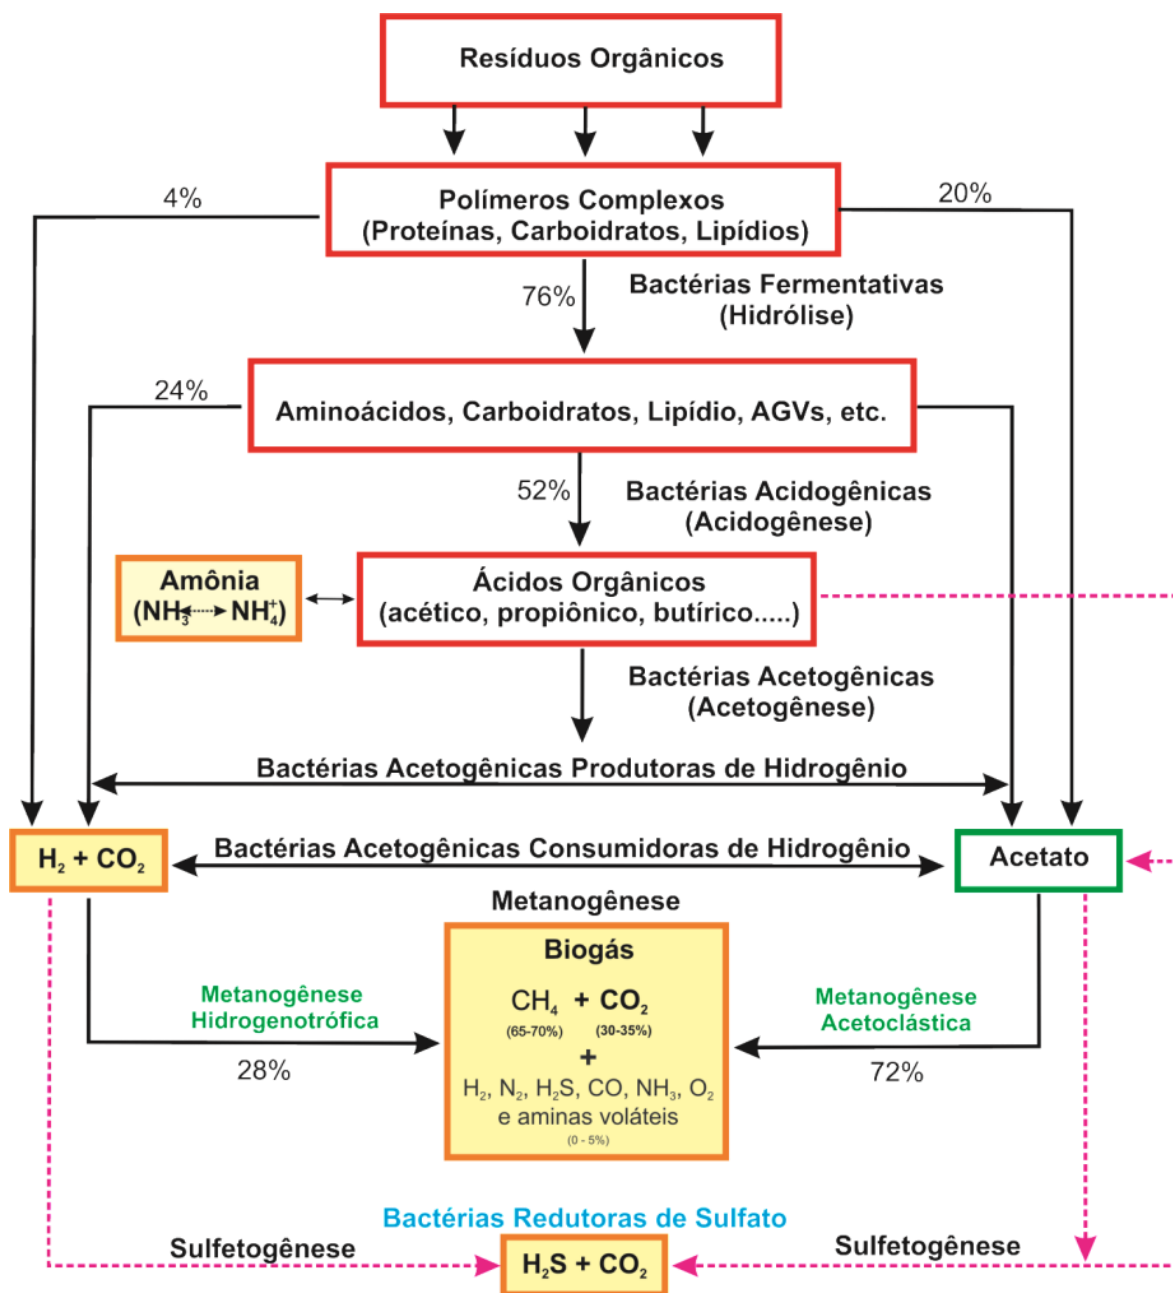 Resíduos Orgânicos
4%
Polímeros Complexos
(Proteínas, Carboidratos, Lipídios)
20%
76%
Bactérias Fermentativas
(Hidrólise)
24%
Aminoácidos, Carboidratos, Lipídio, AGVs, etc.
52%
Bactérias Acidogênicas
(Acidogênese)
Amônia
(NH₃ NH₄⁺)
Ácidos Orgânicos
(acético, propiônico, butírico.....)
Bactérias Acetogênicas
(Acetogênese)
Bactérias Acetogênicas Produtoras de Hidrogênio
H₂ + CO₂
Bactérias Acetogênicas Consumidoras de Hidrogênio
Acetato
Metanogênese
Biogás
CH₄ + CO₂
(65-70%) (30-35%)
+
H₂, N₂, H₂S, CO, NH₃, O₂
e aminas voláteis
(0 - 5%)
Metanogênese
Hidrogenotrófica
28%
Metanogênese
Acetoclástica
72%
Bactérias Redutoras de Sulfato
Sulfetogênese
H₂S + CO₂
Sulfetogênese